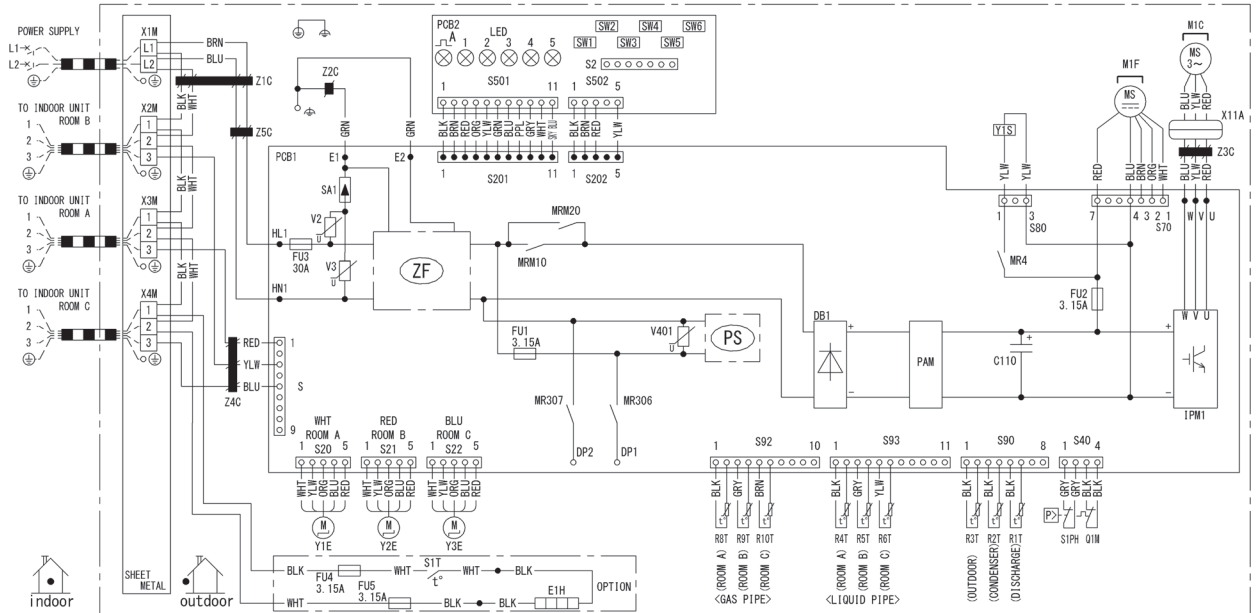 POWER SUPPLY
L1
L2
X1M
L1
L2
BRN
BLU
Z1C
BLK
WHT
TO INDOOR UNIT
ROOM B
1
2
3
X2M
1
2
3
Z5C
BLK
WHT
TO INDOOR UNIT
ROOM A
1
2
3
X3M
1
2
3
BLK
WHT
TO INDOOR UNIT
ROOM C
1
2
3
X4M
1
2
3
Z4C
RED
YLW
BLU
1
S
9
SHEET
METAL
indoor
outdoor
Z2C
GRN
GRN
PCB1
E1
E2
SA1
V2
U
HL1
FU3
30A
V3
U
HN1
ZF
PCB2
A
LED
1 2 3 4 5
SW2 SW4 SW6
SW1 SW3 SW5
S2
S501
1 11
S502
1 5
BLK BRN RED ORG YLW GRN BLU PPL GRY WHT SKY BLU
BLK BRN RED YLW
1 11
S201
1 5
S202
MRM20
MRM10
FU1
3.15A
V401
U
PS
MR307
MR306
DP2
DP1
DB1
+
-
PAM
+
C110
+
-
IPM1
W V U
FU2
3.15A
MR4
Y1S
YLW
YLW
1 3
S80
M1F
MS
RED BLU BRN ORG WHT
7 4 3 2 1
S70
M1C
MS
3~
BLU YLW RED
X11A
Z3C
BLU YLW RED
W V U
WHT
ROOM A
1 S20 5
WHT YLW ORG BLU RED
M
Y1E
RED
ROOM B
1 S21 5
WHT YLW ORG BLU RED
M
Y2E
BLU
ROOM C
1 S22 5
WHT YLW ORG BLU RED
M
Y3E
S92
1 10
BLK GRY BRN
t° t° t°
R8T R9T R10T
(ROOM A) (ROOM B) (ROOM C)
<GAS PIPE>
S93
1 11
BLK GRY YLW
t° t° t°
R4T R5T R6T
(ROOM A) (ROOM B) (ROOM C)
<LIQUID PIPE>
S90
1 8
BLK BLK BLK
t° t° t°
R3T R2T R1T
(OUTDOOR) (CONDENSER) (DISCHARGE)
S40
1 4
GRY GRY BLK BLK
P>
S1PH Q1M
BLK
FU4
3.15A
WHT
S1T
t°
WHT
BLK
WHT
FU5
3.15A
BLK
BLK
E1H
OPTION